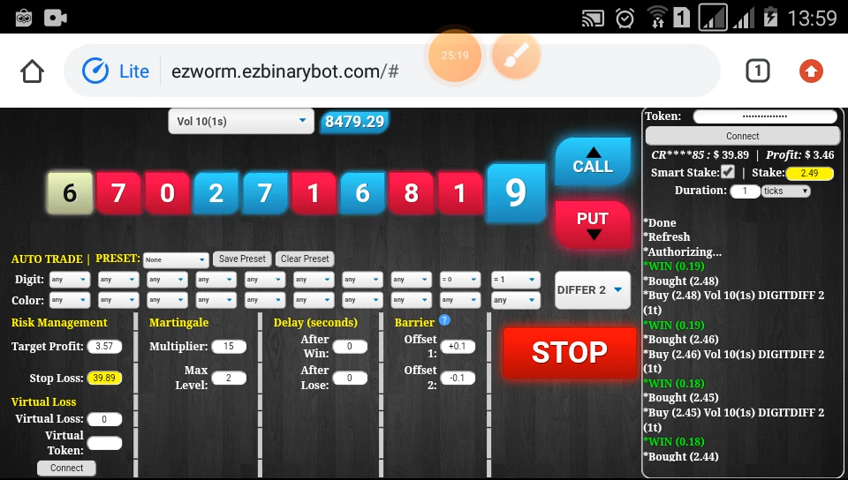 1
13:59
Lite
ezworm.ezbinarybot.com/#
25:19
1
Vol 10(1s)
8479.29
6 7 0 2 7 1 6 8 1 9
CALL
PUT
AUTO TRADE | PRESET: None Save Preset Clear Preset
Digit: any any any any any any any any = 0 = 1
Color: any any any any any any any any any any
DIFFER 2
Risk Management
Target Profit: 3.57
Stop Loss: 39.89
Virtual Loss
Virtual Loss: 0
Virtual
Token:
Connect
Martingale
Multiplier: 15
Max
Level: 2
Delay (seconds)
After
Win: 0
After
Lose: 0
Barrier ?
Offset
1: +0.1
Offset
2: -0.1
STOP
Token: ••••••••••••••••
Connect
CR****85 : $ 39.89 | Profit: $ 3.46
Smart Stake: | Stake: 2.49
Duration: 1 ticks
*Done
*Refresh
*Authorizing...
*WIN (0.19)
*Bought (2.48)
*Buy (2.48) Vol 10(1s) DIGITDIFF 2
(1t)
*WIN (0.19)
*Bought (2.46)
*Buy (2.46) Vol 10(1s) DIGITDIFF 2
(1t)
*WIN (0.18)
*Bought (2.45)
*Buy (2.45) Vol 10(1s) DIGITDIFF 2
(1t)
*WIN (0.18)
*Bought (2.44)